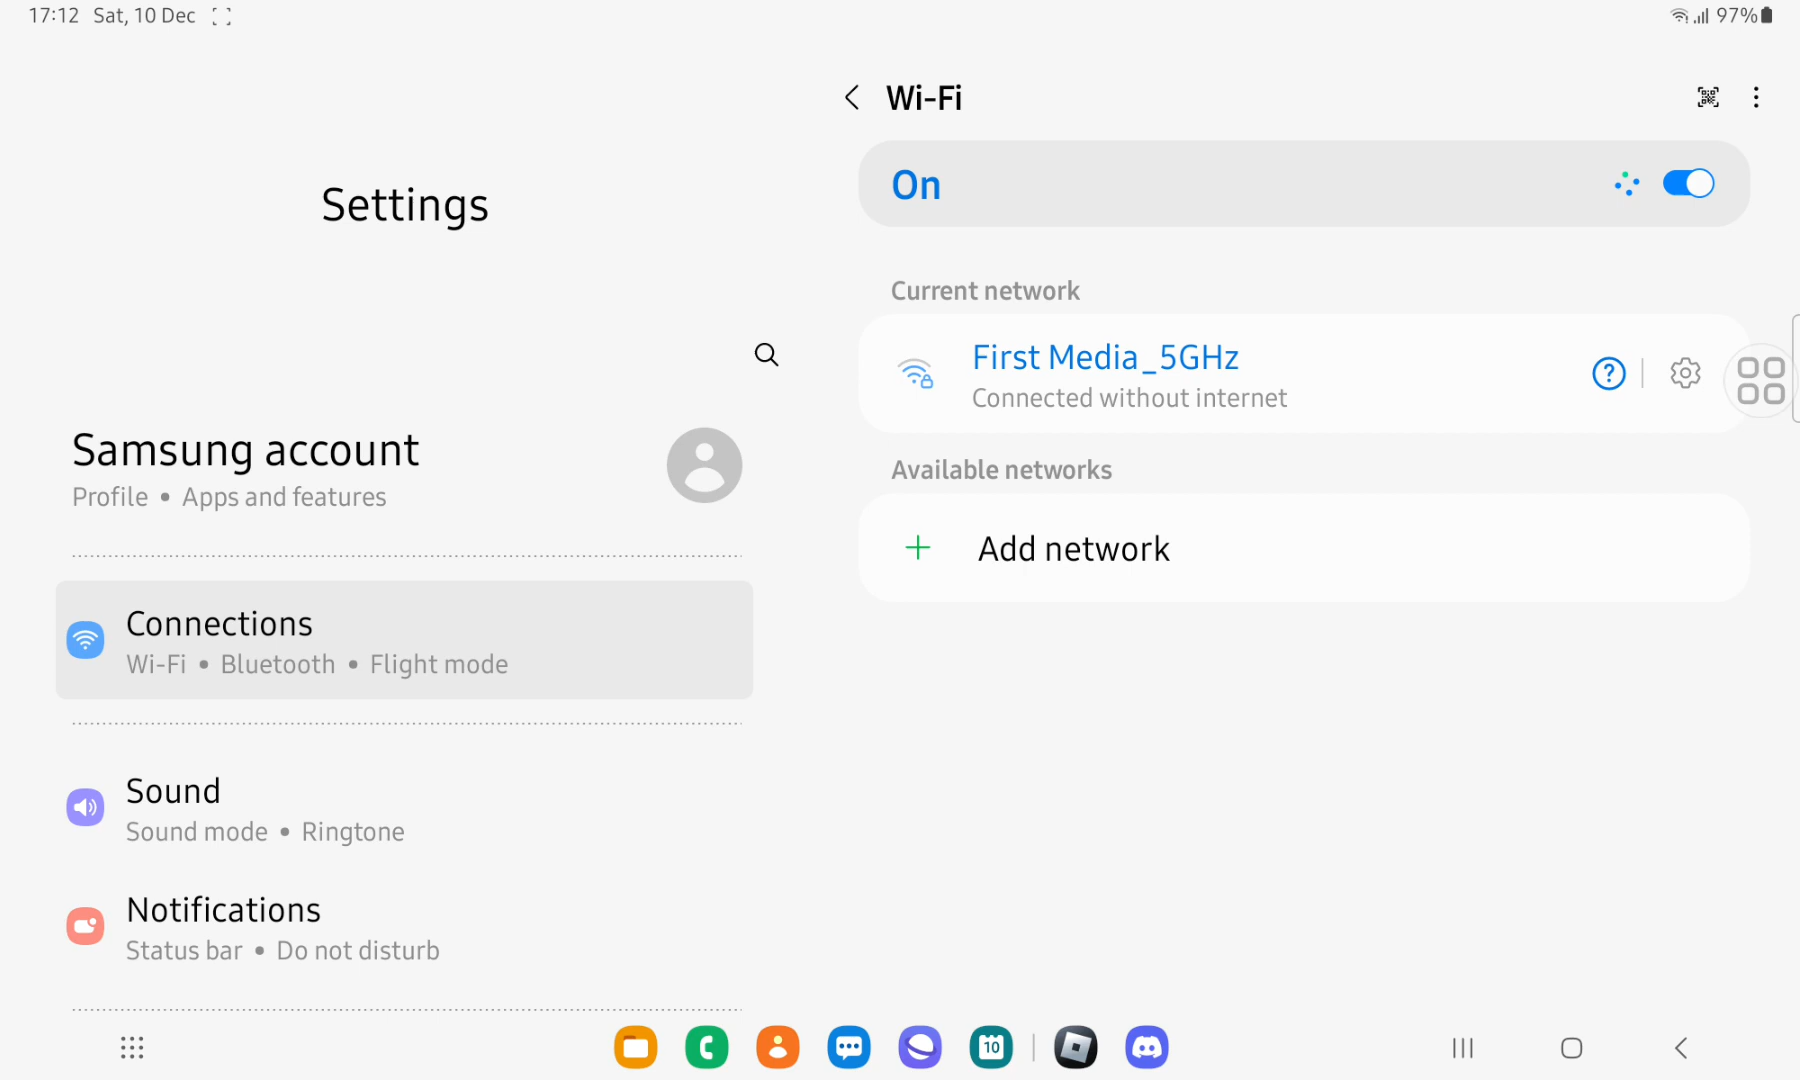 17:12 Sat, 10 Dec
97%
Settings
Samsung account
Profile • Apps and features
Connections
Wi-Fi • Bluetooth • Flight mode
Sound
Sound mode • Ringtone
Notifications
Status bar • Do not disturb
Wi-Fi
On
Current network
First Media_5GHz
Connected without internet
?
Available networks
Add network
10